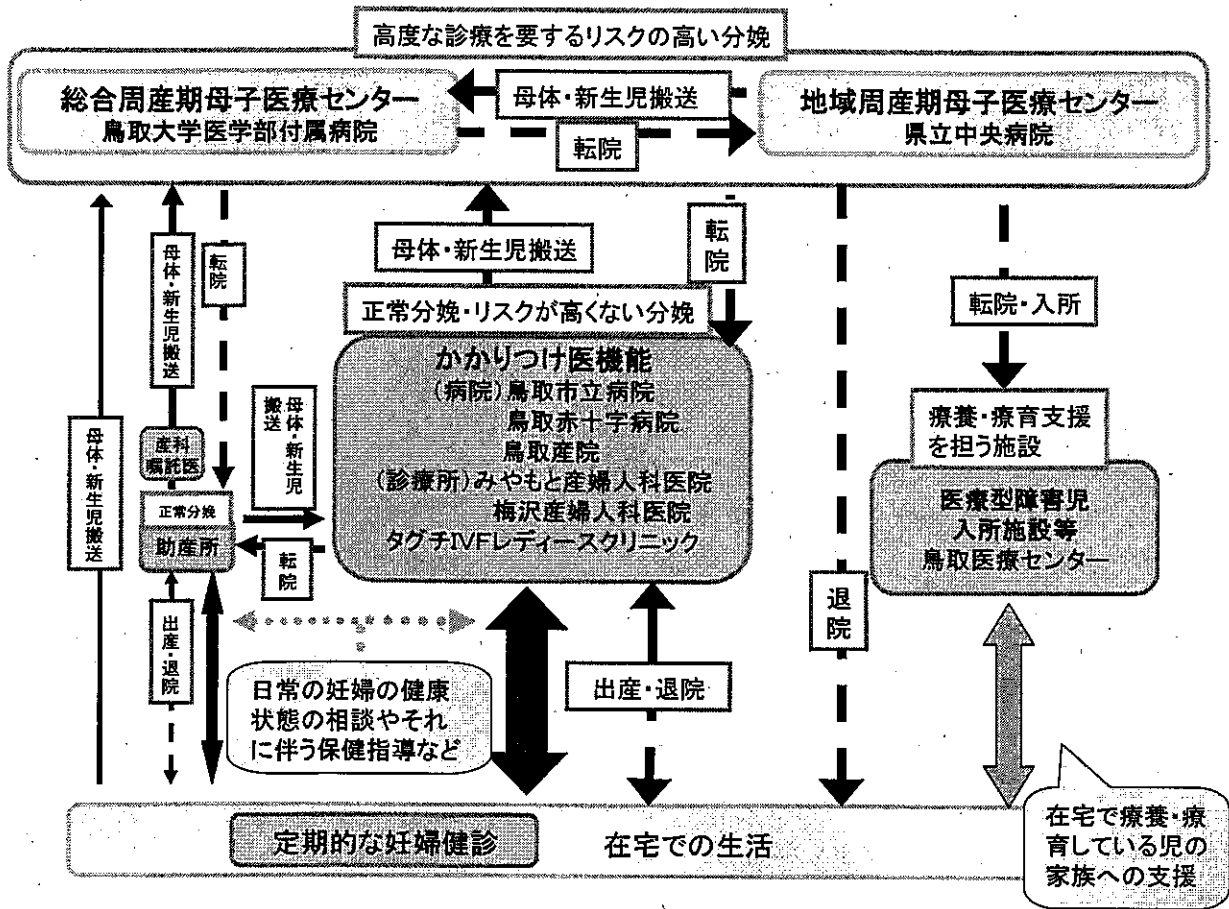 高度な診療を要するリスクの高い分娩
総合周産期母子医療センター
鳥取大学医学部付属病院
母体・新生児搬送
転院
地域周産期母子医療センター
県立中央病院
母体・新生児搬送
転院
母体・新生児搬送
転院
転院・入所
正常分娩・リスクが高くない分娩
かかりつけ医機能
(病院)鳥取市立病院
鳥取赤十字病院
鳥取産院
(診療所)みやもと産婦人科医院
梅沢産婦人科医院
タグチIVFレディースクリニック
母体・新生児搬送
母体・新生児
搬送
産科
嘱託医
正常分娩
助産所
転院
療養・療育支援
を担う施設
医療型障害児
入所施設等
鳥取医療センター
退院
出産・退院
日常の妊婦の健康
状態の相談やそれ
に伴う保健指導など
出産・退院
定期的な妊婦健診
在宅での生活
在宅で療養・療
育している児の
家族への支援